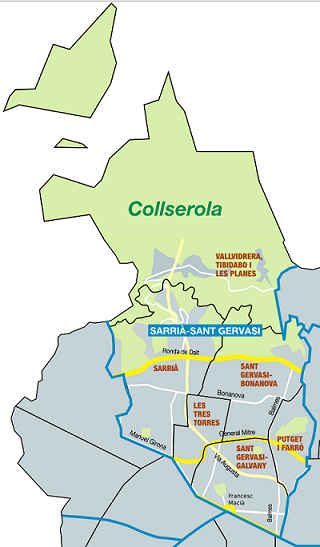 Collserola
VALLVIDRERA,
TIBIDABO I
LES PLANES
SARRIÀ-SANT GERVASI
Ronda de Dalt
SARRIÀ
SANT
GERVASI-
BONANOVA
Bonanova
Balmes
LES
TRES
TORRES
Manuel Girona
General Mitre
PUTGET
I FARRÓ
SANT
GERVASI-
GALVANY
Via Augusta
Francesc
Macià
Balmes